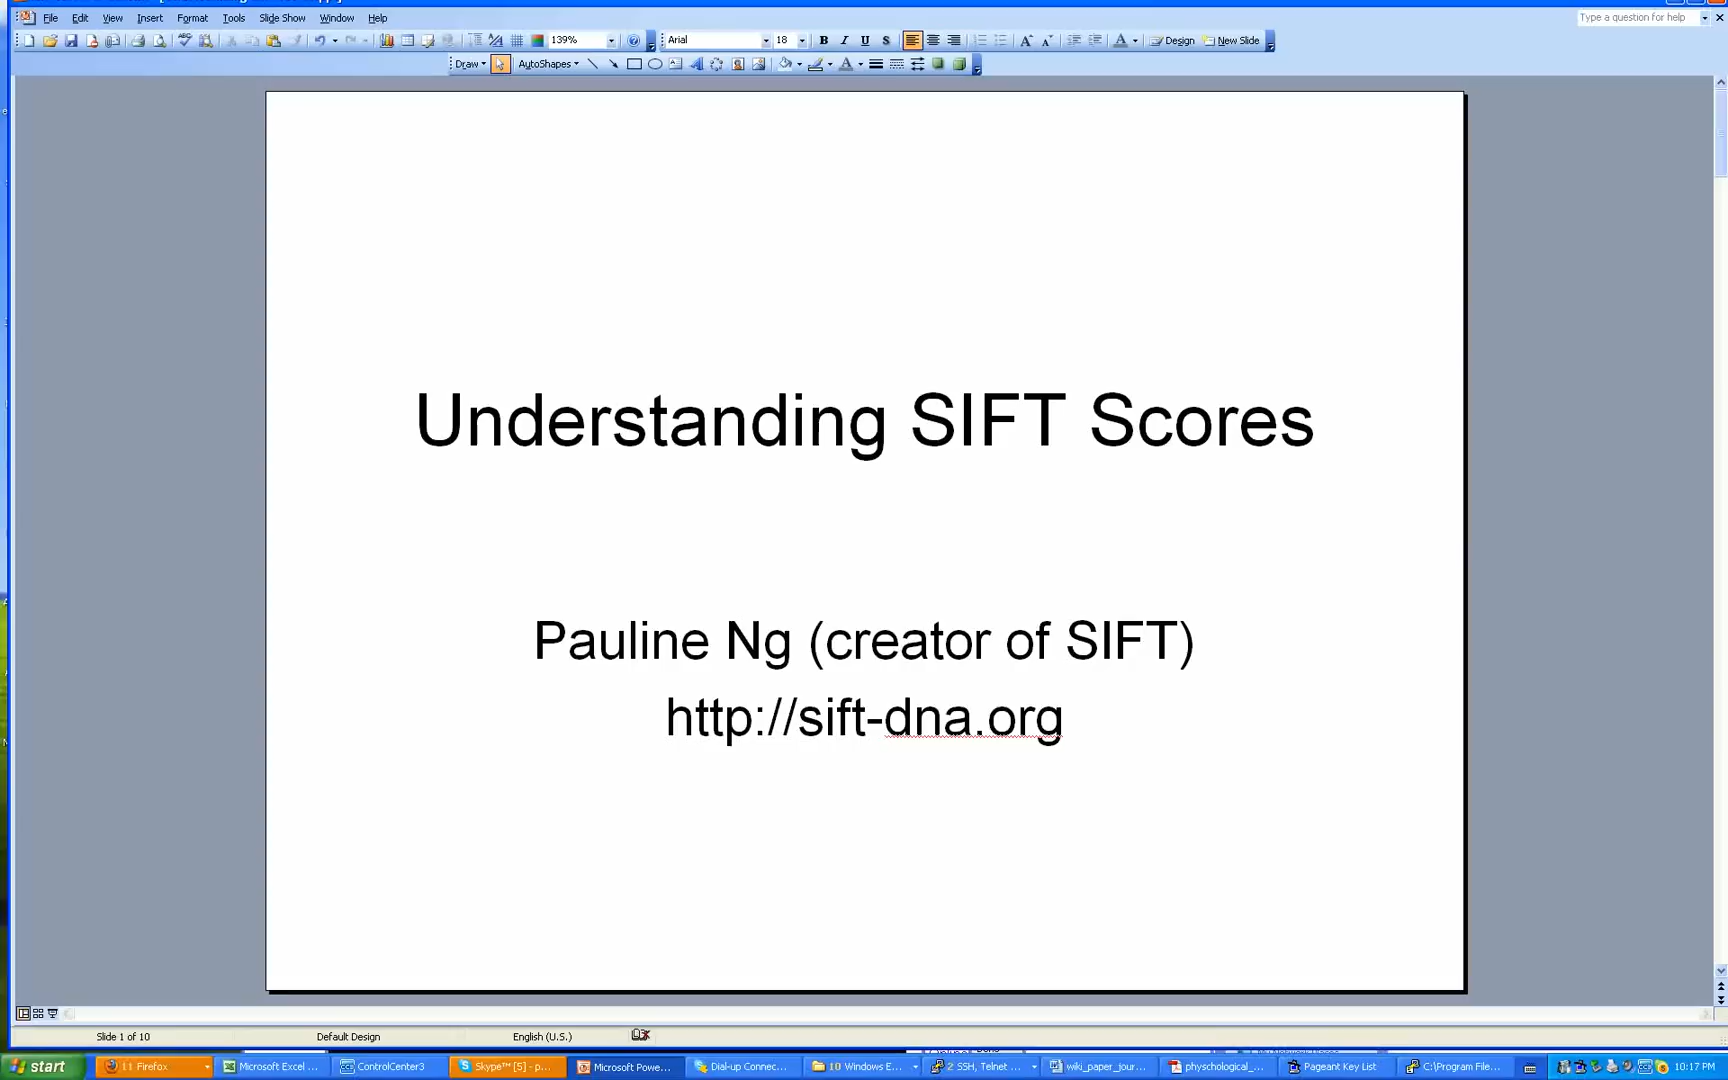 File Edit View Insert Format Tools Slide Show Window Help
Type a question for help
139%
Arial
18
B I U S
Design
New Slide
Draw
AutoShapes
Understanding SIFT Scores
Pauline Ng (creator of SIFT)
http://sift-dna.org
Slide 1 of 10
Default Design
English (U.S.)
start
11 Firefox
Microsoft Excel ...
ControlCenter3
Skype™ [5] - p...
Microsoft Powe...
Dial-up Connec...
10 Windows E...
2 SSH, Telnet ...
wiki_paper_jour...
physchological_...
Pageant Key List
C:\Program File...
10:17 PM